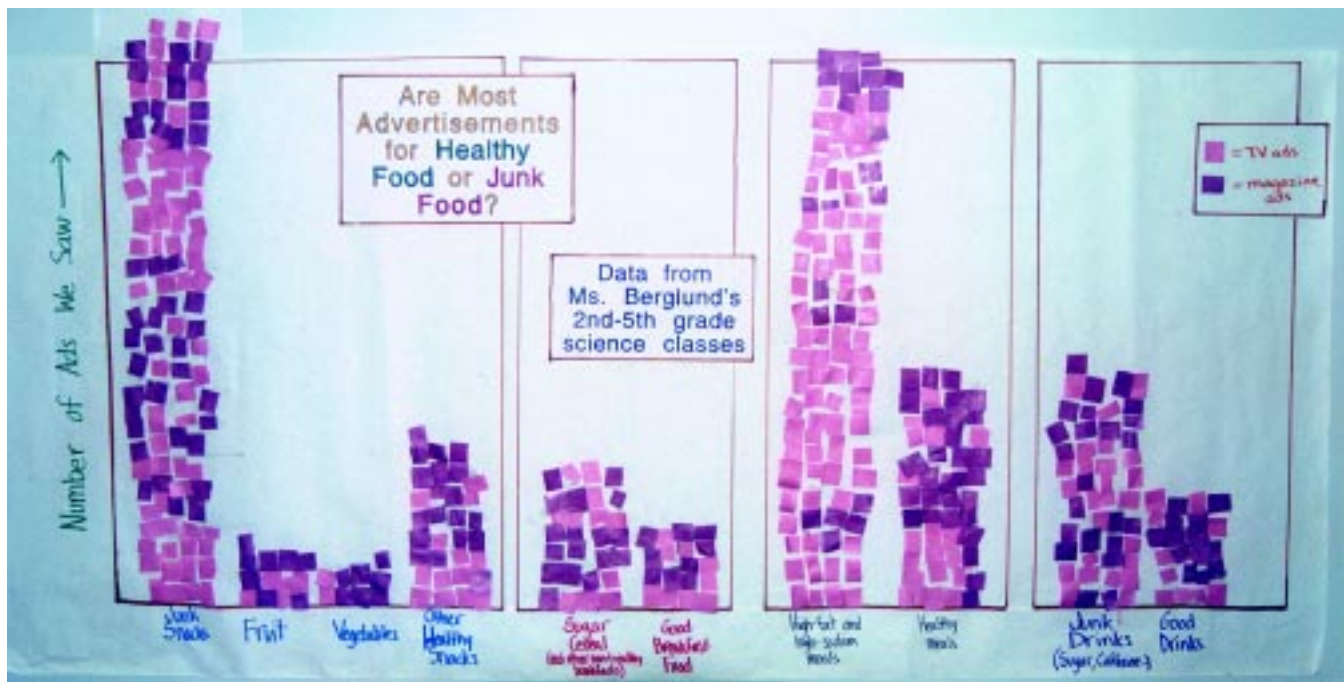 Are Most
Advertisements
for Healthy
Food or Junk
Food?
= TV ads
= magazine
ads
Data from
Ms. Berglund's
2nd-5th grade
science classes
Number of Ads We Saw →
Junk
Snacks
Fruit
Vegetables
Other
Healthy
Snacks
Sugar
Cereal
(and other
Good
Breakfast
Food
High-fat and
high-sodium
meals
Healthy
meals
Junk
Drinks
(Sugar, Caffeine?)
Good
Drinks